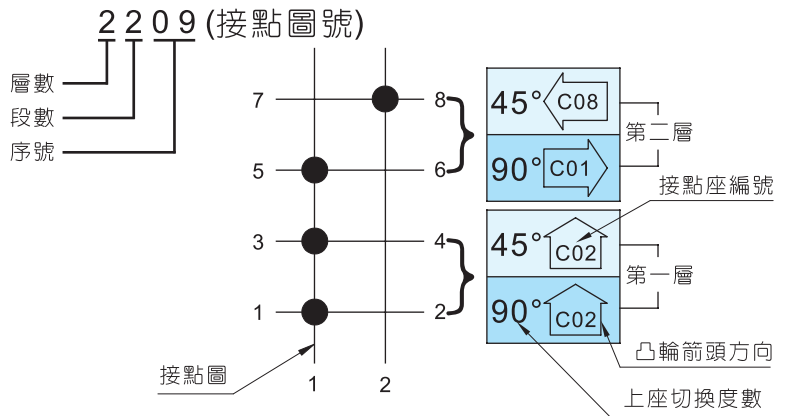 2209(接點圖號)
層數
段數
序號
7 8
5 6
3 4
1 2
1 2
接點圖
45° C08
90° C01
第二層
接點座編號
45° C02
90° C02
第一層
凸輪箭頭方向
上座切換度數